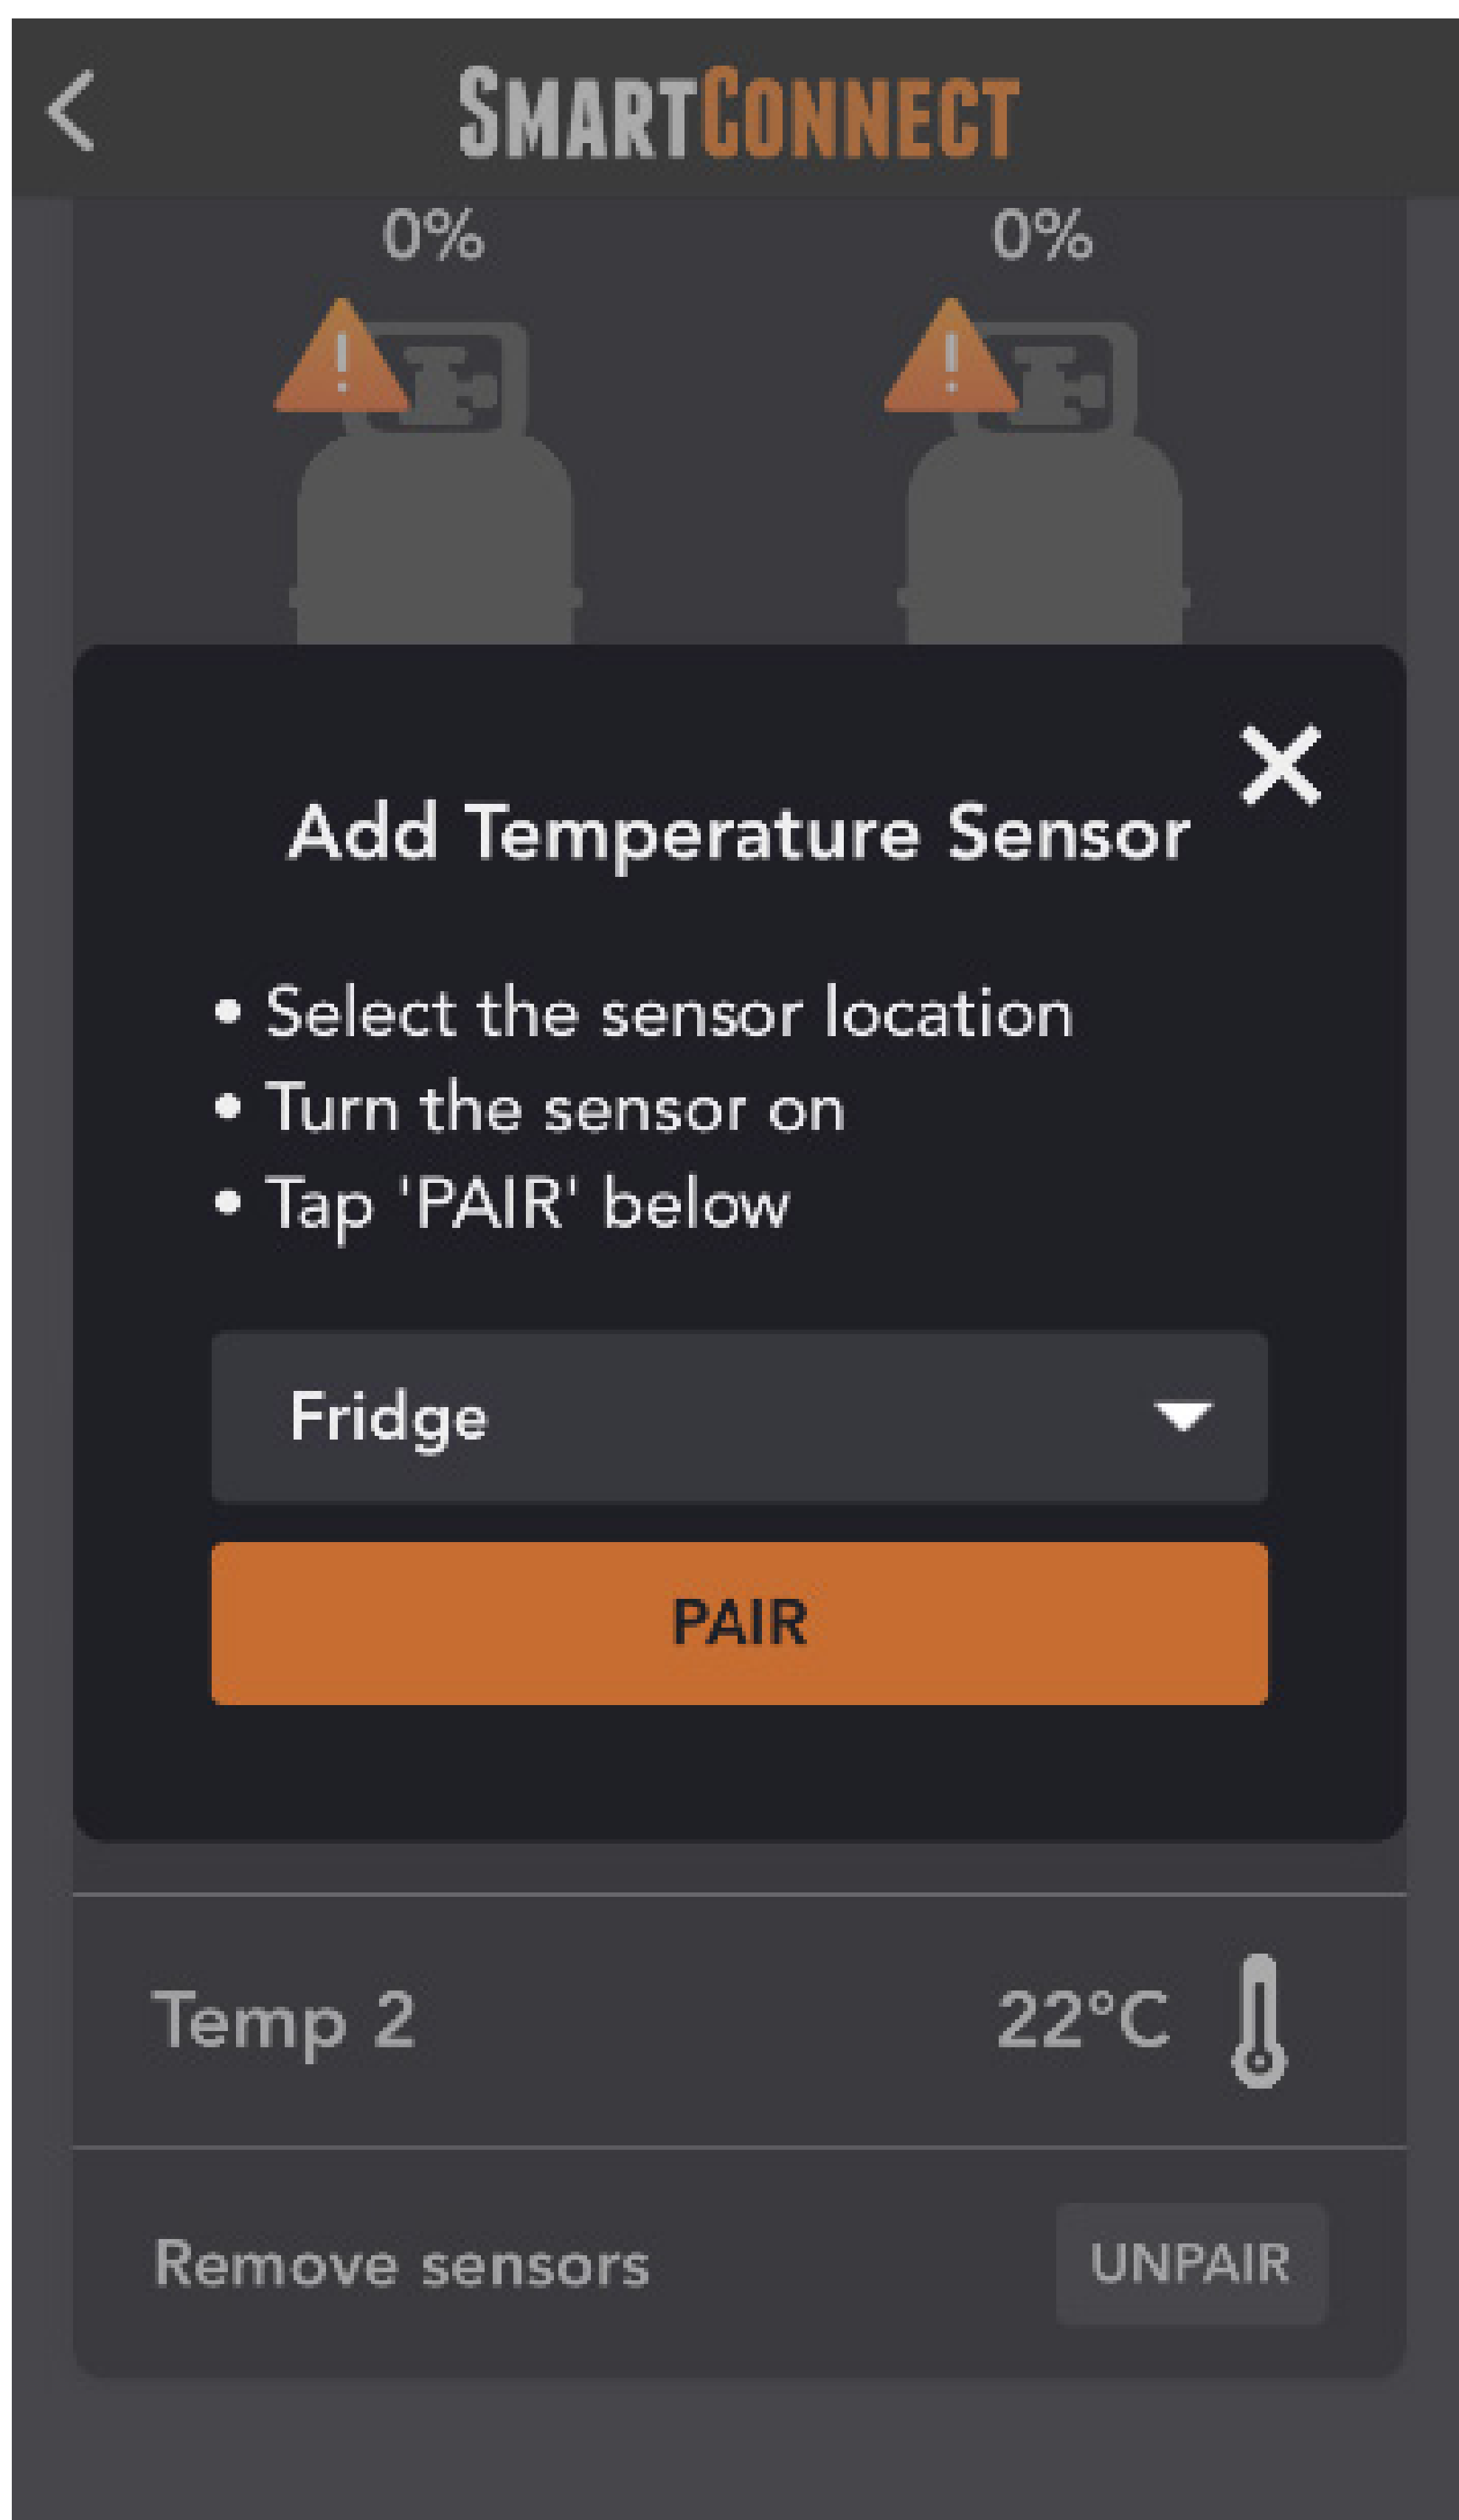 SMARTCONNECT
0% 0%
Add Temperature Sensor
• Select the sensor location
• Turn the sensor on
• Tap 'PAIR' below
Fridge
PAIR
Temp 2 22°C
Remove sensors UNPAIR